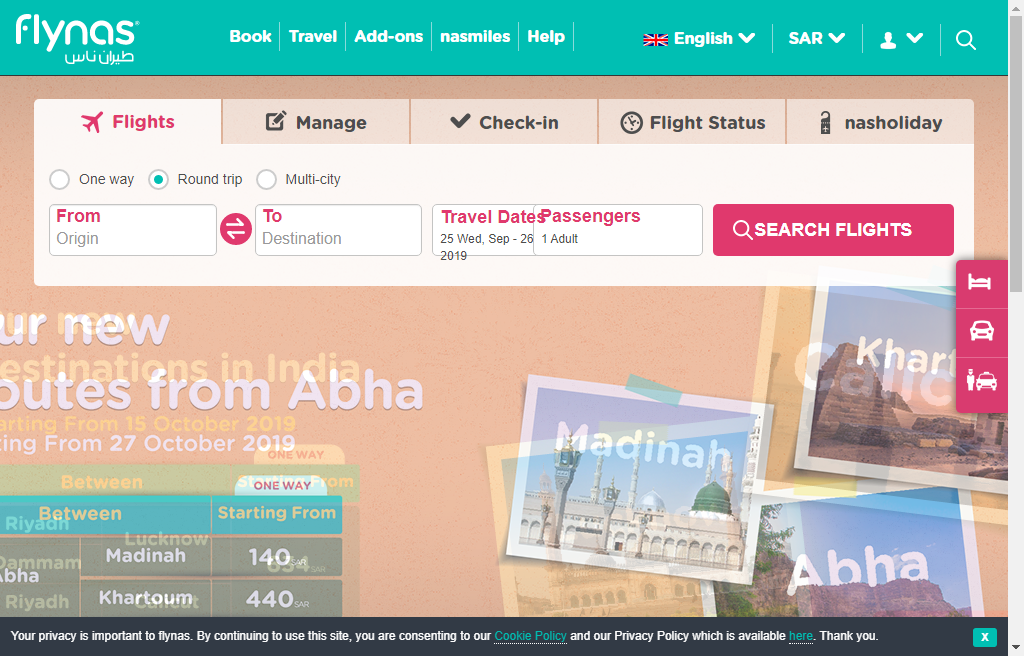 flynas
طيران ناس
Book Travel Add-ons nasmiles Help
English SAR
Flights Manage Check-in Flight Status nasholiday
One way Round trip Multi-city
From To Travel Dates Passengers SEARCH FLIGHTS
Origin Destination 25 Wed, Sep - 26 1 Adult
2019
ur new
estinations in India
outes from Abha
arting From 15 October 2019
ting From 27 October 2019
ONE WAY
Between Starting From
ONE WAY
Between Starting From
Riyadh
Lucknow
Dammam Madinah 140 SAR
Abha
Riyadh Khartoum 440 SAR
Madinah
Abha
Your privacy is important to flynas. By continuing to use this site, you are consenting to our Cookie Policy and our Privacy Policy which is available here. Thank you. X